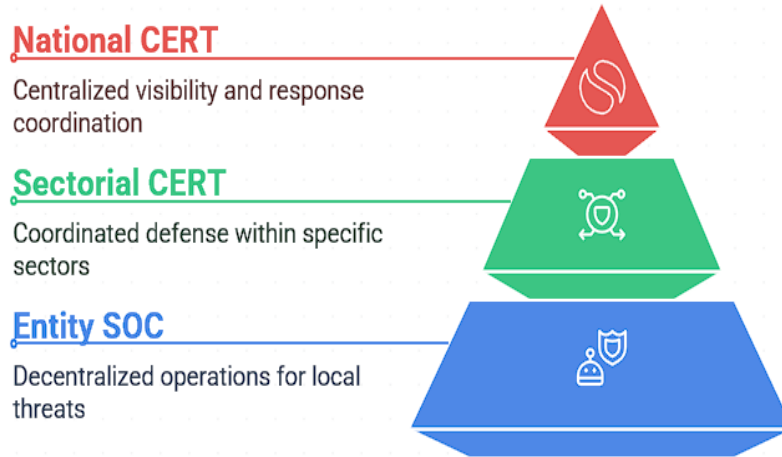 National CERT
Centralized visibility and response
coordination
Sectorial CERT
Coordinated defense within specific
sectors
Entity SOC
Decentralized operations for local
threats